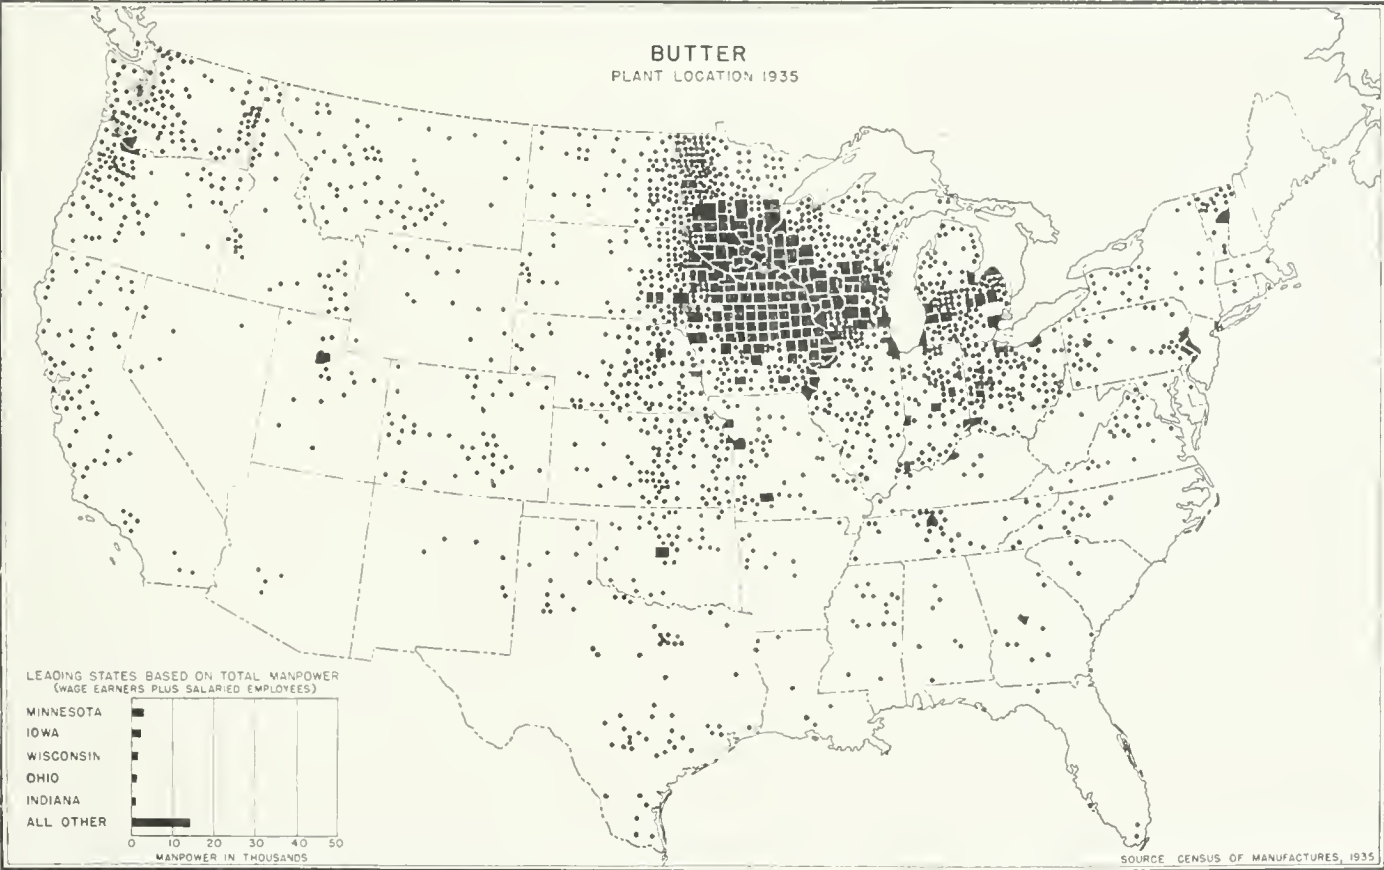 BUTTER
PLANT LOCATION 1935
LEADING STATES BASED ON TOTAL MANPOWER
(WAGE EARNERS PLUS SALARIED EMPLOYEES)
MINNESOTA
IOWA
WISCONSIN
OHIO
INDIANA
ALL OTHER
0 10 20 30 40 50
MANPOWER IN THOUSANDS
SOURCE CENSUS OF MANUFACTURES, 1935